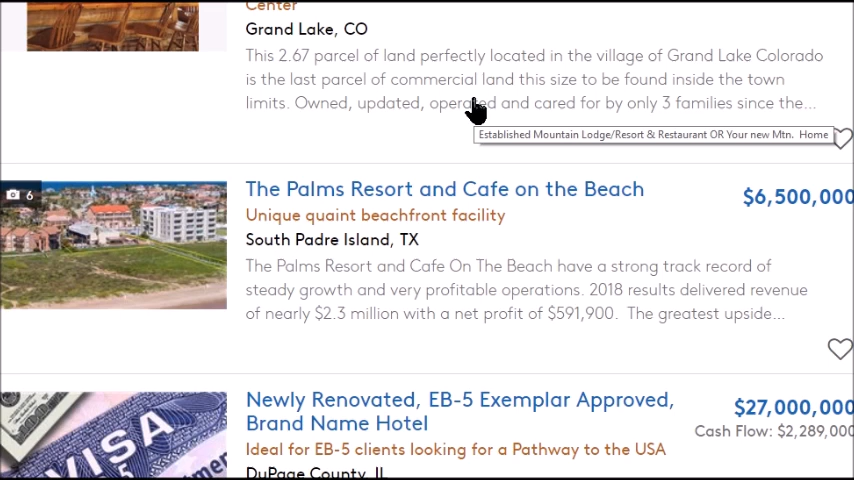 Center
Grand Lake, CO
This 2.67 parcel of land perfectly located in the village of Grand Lake Colorado
is the last parcel of commercial land this size to be found inside the town
limits. Owned, updated, operated and cared for by only 3 families since the...
Established Mountain Lodge/Resort & Restaurant OR Your new Mtn. Home
6
The Palms Resort and Cafe on the Beach
$6,500,000
Unique quaint beachfront facility
South Padre Island, TX
The Palms Resort and Cafe On The Beach have a strong track record of
steady growth and very profitable operations. 2018 results delivered revenue
of nearly $2.3 million with a net profit of $591,900. The greatest upside...
Newly Renovated, EB-5 Exemplar Approved,
Brand Name Hotel
$27,000,000
Cash Flow: $2,289,000
Ideal for EB-5 clients looking for a Pathway to the USA
DuPage County, IL
VISA